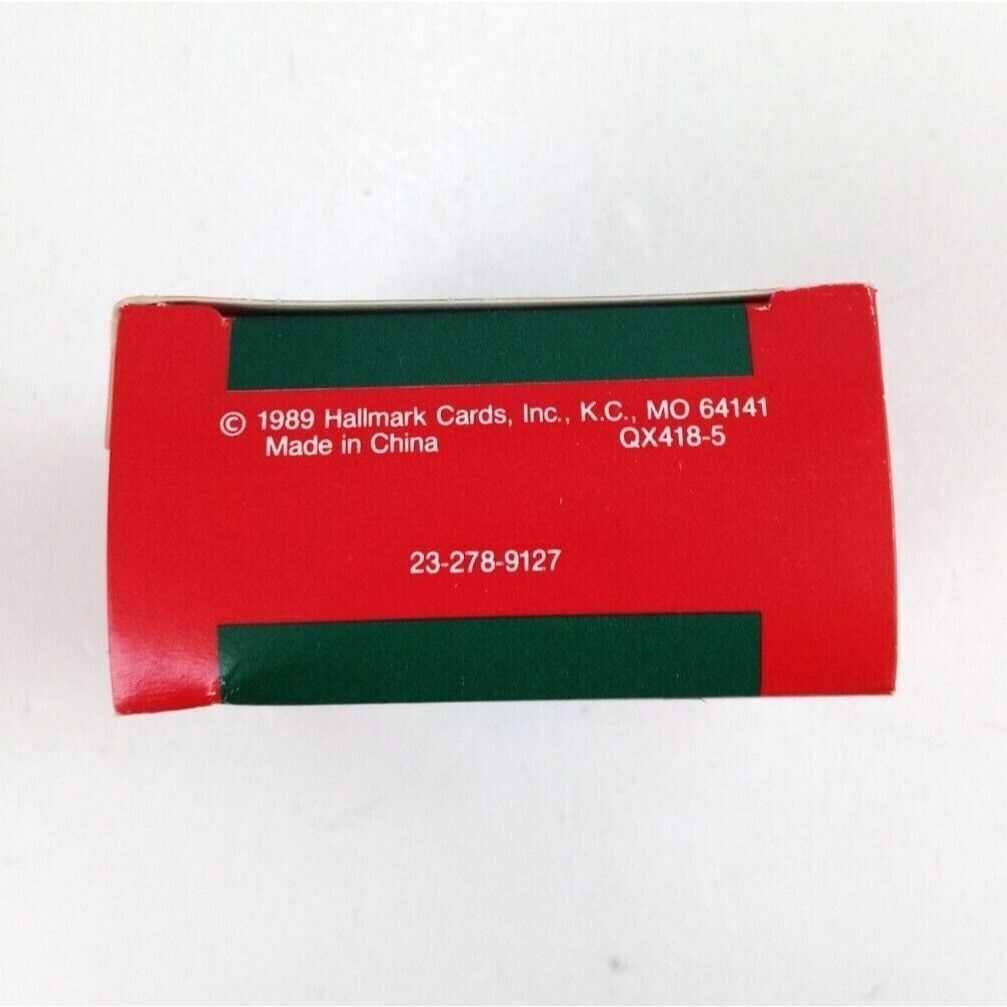 © 1989 Hallmark Cards, Inc., K.C., MO 64141
Made in China QX418-5
23-278-9127